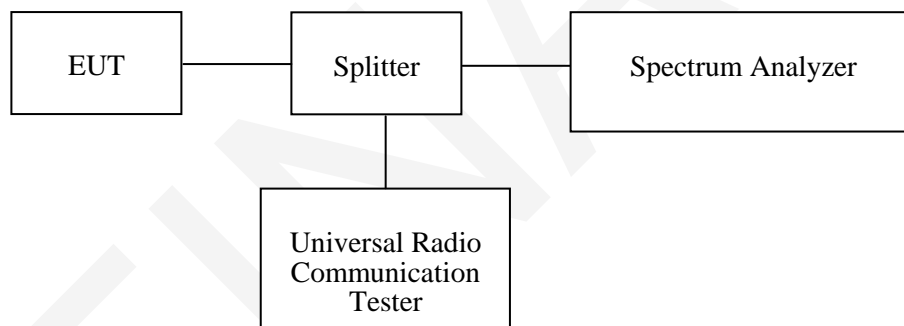 EUT
Splitter
Spectrum Analyzer
Universal Radio
Communication
Tester